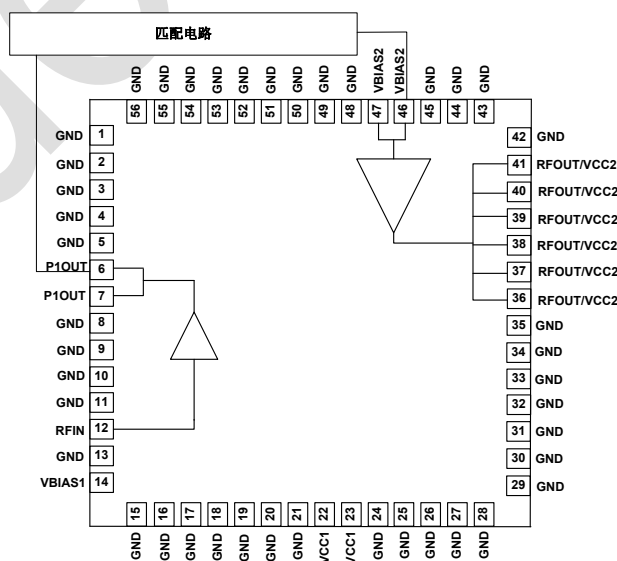 匹配电路
GND GND GND GND GND GND GND GND GND VBIAS2 VBIAS2 GND GND GND
56 55 54 53 52 51 50 49 48 47 46 45 44 43
GND 1
GND 2
GND 3
GND 4
GND 5
P1OUT 6
P1OUT 7
GND 8
GND 9
GND 10
GND 11
RFIN 12
GND 13
VBIAS1 14
42 GND
41 RFOUT/VCC2
40 RFOUT/VCC2
39 RFOUT/VCC2
38 RFOUT/VCC2
37 RFOUT/VCC2
36 RFOUT/VCC2
35 GND
34 GND
33 GND
32 GND
31 GND
30 GND
29 GND
15 16 17 18 19 20 21 22 23 24 25 26 27 28
GND GND GND GND GND GND GND VCC1 VCC1 GND GND GND GND GND